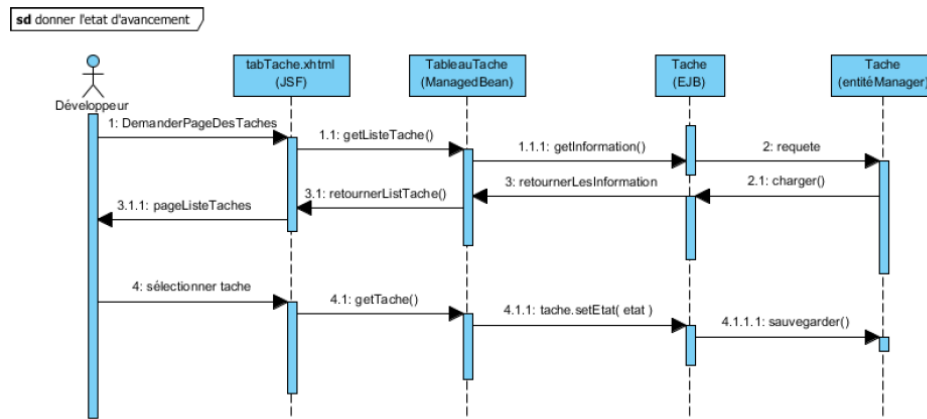 sd donner l'etat d'avancement
tabTache.xhtml
(JSF)
TableauTache
(ManagedBean)
Tache
(EJB)
Tache
(entitéManager)
Développeur
1: DemanderPageDesTaches
1.1: getListeTache()
1.1.1: getInformation()
2: requete
2.1: charger()
3: retournerLesInformation
3.1: retournerListTache()
3.1.1: pageListeTaches
4: sélectionner tache
4.1: getTache()
4.1.1: tache.setEtat( etat )
4.1.1.1: sauvegarder()